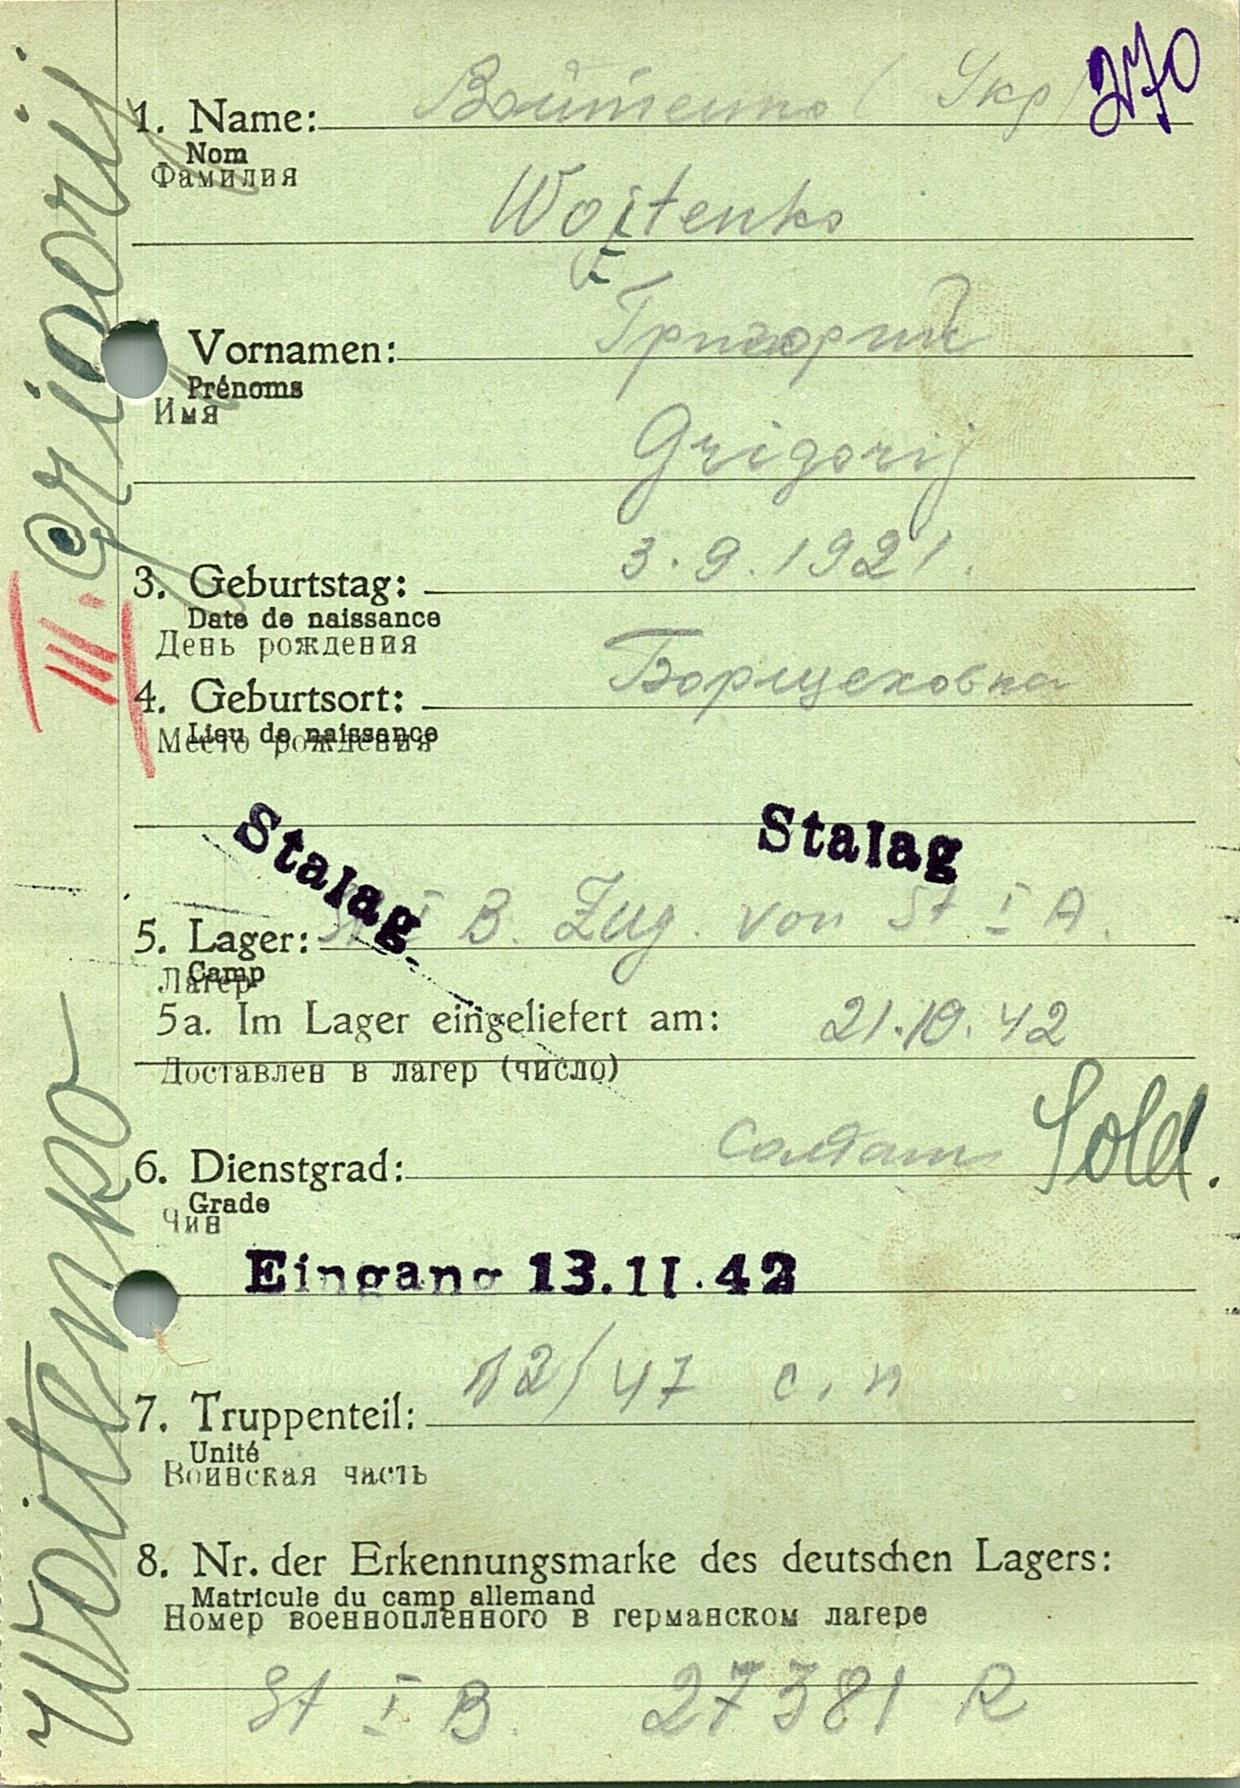 270
1. Name: Войтенко (Укр)
Nom
Фамилия
Wojtenko
Vornamen: Григорий
Prénoms
Имя
Grigorij
3. Geburtstag: 3.9.1921.
Date de naissance
День рождения
4. Geburtsort: Борщеховка
Lieu de naissance
Место рождения
Stalag
Stalag
5. Lager: St I B. Zug. von St I A.
Camp
Лагер
5a. Im Lager eingeliefert am: 21.10.42
Доставлен в лагер (число)
6. Dienstgrad: солдат Sold.
Grade
Чин
Eingang 13.11.42
7. Truppenteil: 12/47 с.п
Unité
Воинская часть
8. Nr. der Erkennungsmarke des deutschen Lagers:
Matricule du camp allemand
Номер военнопленного в германском лагере
St I B. 27381 R
Woitenko Grigorij
III.